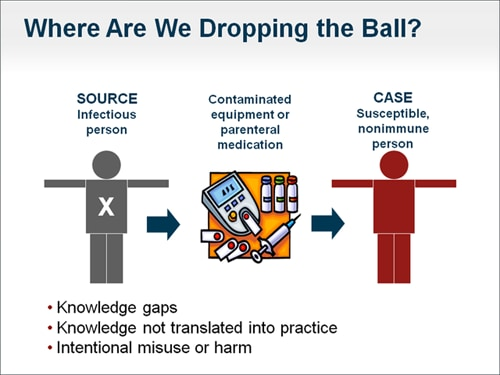 Where Are We Dropping the Ball?
SOURCE
Infectious
person
Contaminated
equipment or
parenteral
medication
CASE
Susceptible,
nonimmune
person
X
• Knowledge gaps
• Knowledge not translated into practice
• Intentional misuse or harm